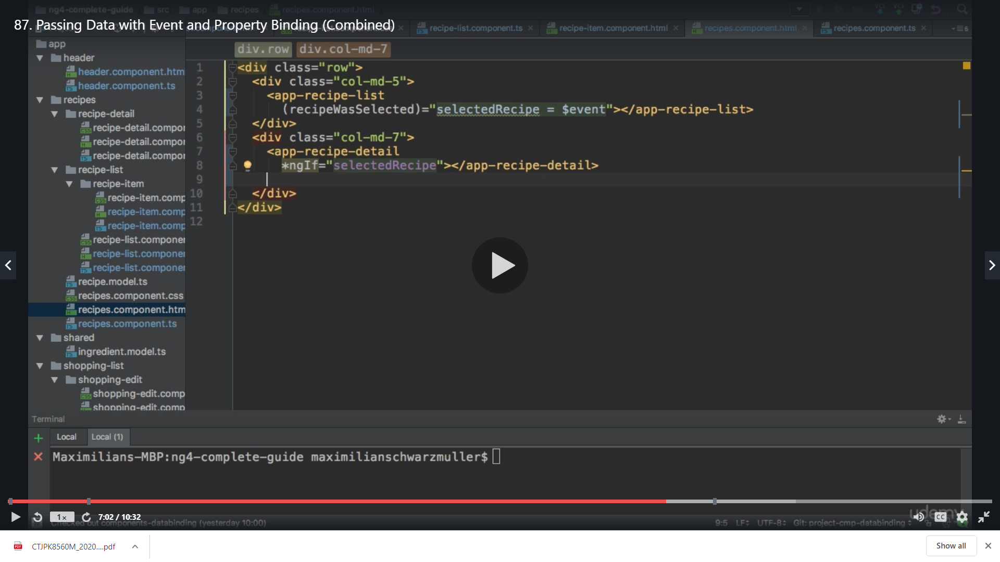 ng4-complete-guide src app recipes recipes.component.html
87. Passing Data with Event and Property Binding (Combined)
recipe-list.component.ts recipe-item.component.html recipes.component.html recipes.component.ts 5
app
header
header.component.htm
header.component.ts
recipes
recipe-detail
recipe-detail.compor
recipe-detail.compor
recipe-detail.compor
recipe-list
recipe-item
recipe-item.comp
recipe-item.comp
recipe-item.comp
recipe-list.componer
recipe-list.componer
recipe-list.componer
recipe.model.ts
recipes.component.css
recipes.component.htm
recipes.component.ts
shared
ingredient.model.ts
shopping-list
shopping-edit
shopping-edit.comp
shopping-edit.comp
div.row div.col-md-7
1 <div class="row">
2 <div class="col-md-5">
3 <app-recipe-list
4 (recipeWasSelected)="selectedRecipe = $event"></app-recipe-list>
5 </div>
6 <div class="col-md-7">
7 <app-recipe-detail
8 *ngIf="selectedRecipe"></app-recipe-detail>
9
10 </div>
11 </div>
12
Terminal
Local Local (1)
Maximilians-MBP:ng4-complete-guide maximilianschwarzmuller$
udemy
1x 7:02 / 10:32 CC
Checked out components-databinding (yesterday 10:00) 9:5 LF UTF-8 Git: project-cmp-databinding
CTJPK8560M_2020....pdf Show all